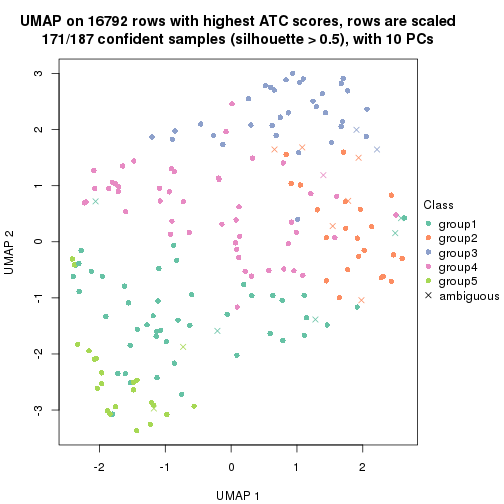 UMAP on 16792 rows with highest ATC scores, rows are scaled
171/187 confident samples (silhouette > 0.5), with 10 PCs
3
2
1
0
-1
-2
-3
UMAP 2
-2
-1
0
1
2
UMAP 1
Class
group1
group2
group3
group4
group5
ambiguous